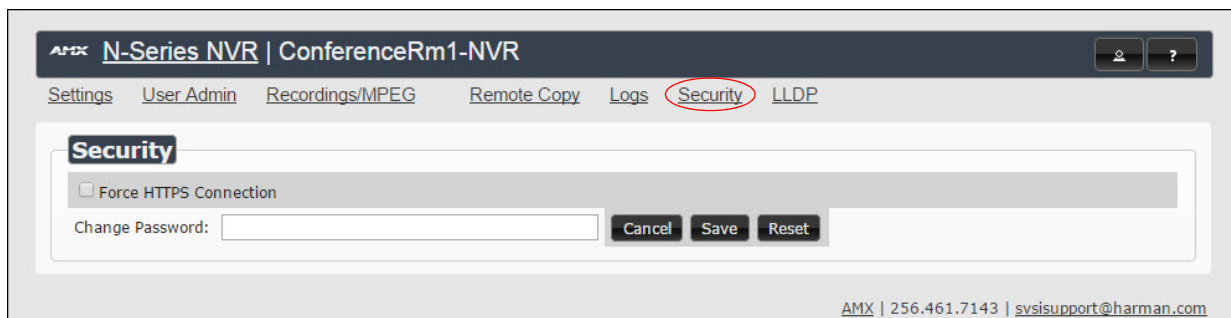 AMX N-Series NVR | ConferenceRm1-NVR ?
Settings User Admin Recordings/MPEG Remote Copy Logs Security LLDP
Security
Force HTTPS Connection
Change Password: Cancel Save Reset
AMX | 256.461.7143 | svsisupport@harman.com